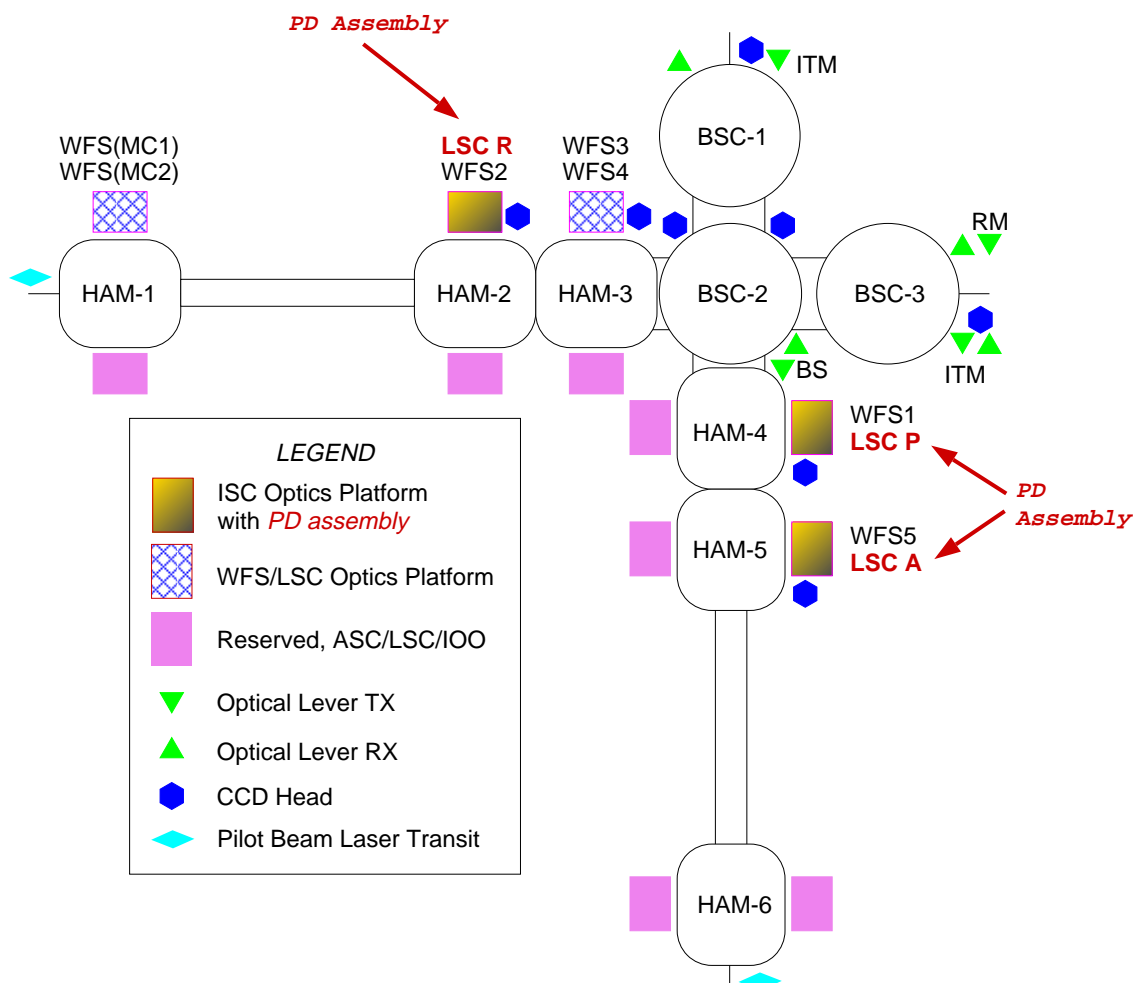 PD Assembly
ITM
BSC-1
WFS(MC1)
WFS(MC2)
LSC R
WFS2
WFS3
WFS4
RM
HAM-1
HAM-2
HAM-3
BSC-2
BSC-3
BS
ITM
HAM-4
WFS1
LSC P
PD
Assembly
HAM-5
WFS5
LSC A
LEGEND
ISC Optics Platform
with PD assembly
WFS/LSC Optics Platform
Reserved, ASC/LSC/IOO
Optical Lever TX
Optical Lever RX
CCD Head
Pilot Beam Laser Transit
HAM-6